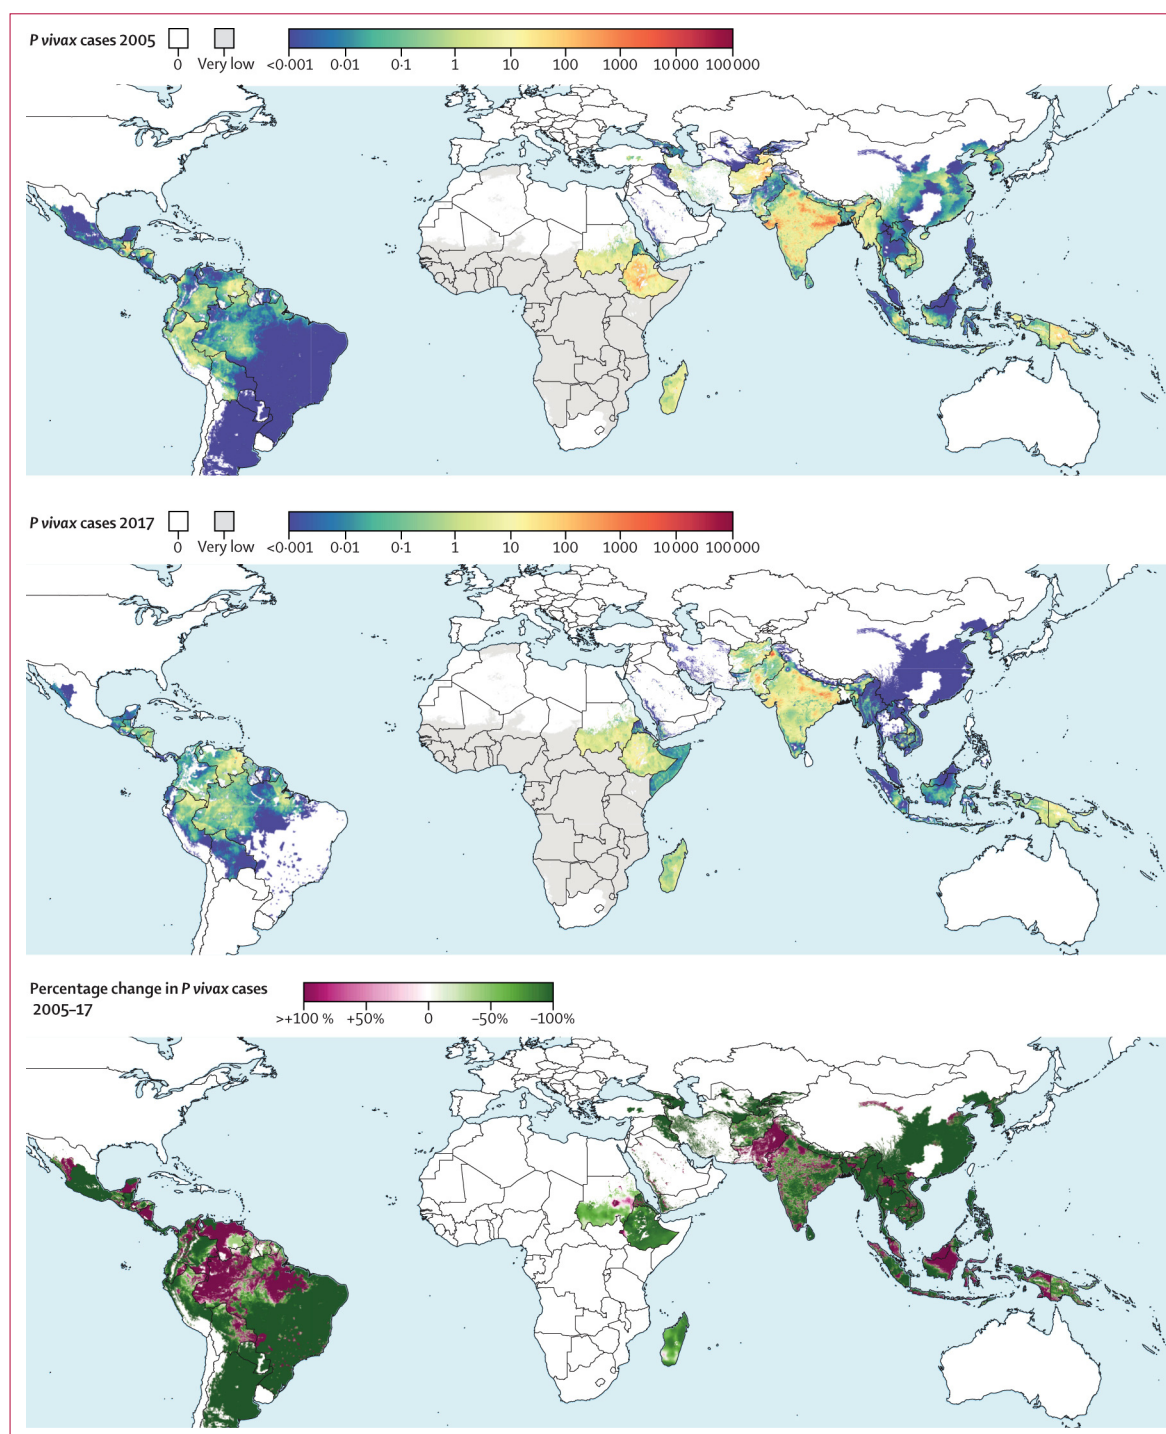 P vivax cases 2005
0 Very low <0·001 0·01 0·1 1 10 100 1000 10 000 100 000
P vivax cases 2017
0 Very low <0·001 0·01 0·1 1 10 100 1000 10 000 100 000
Percentage change in P vivax cases
2005–17
>+100 % +50% 0 –50% –100%